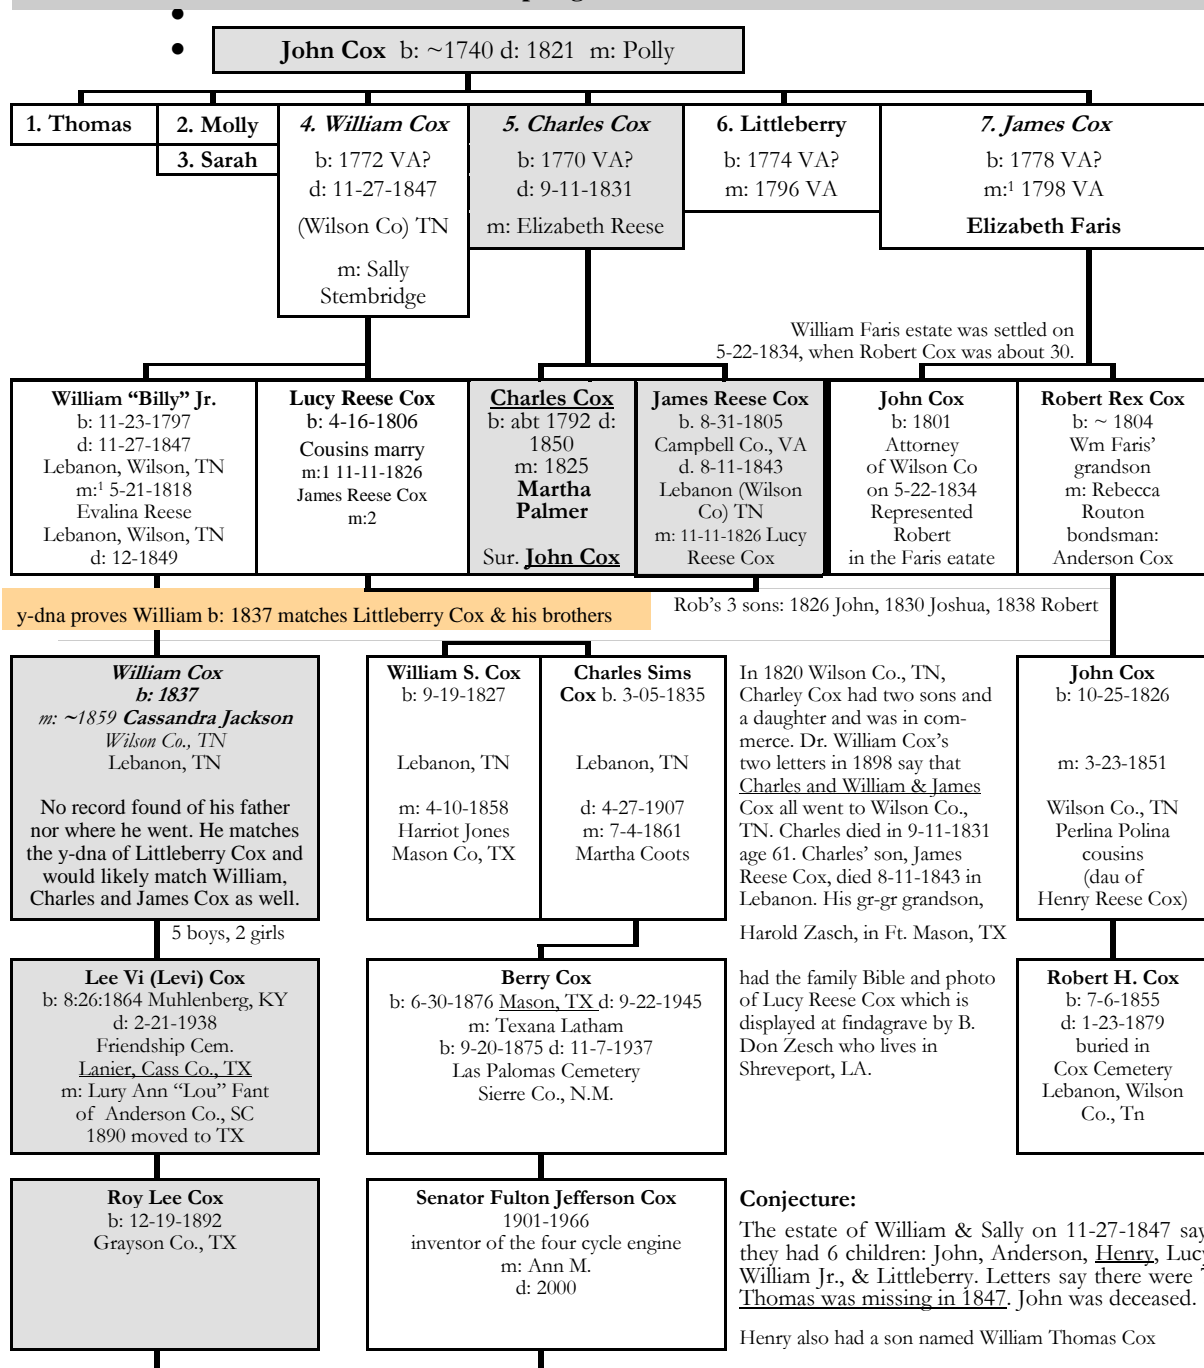 John Cox b: ~1740 d: 1821 m: Polly
1. Thomas
2. Molly
3. Sarah
4. William Cox
b: 1772 VA?
d: 11-27-1847
(Wilson Co) TN
m: Sally
Stembridge
5. Charles Cox
b: 1770 VA?
d: 9-11-1831
m: Elizabeth Reese
6. Littleberry
b: 1774 VA?
m: 1796 VA
7. James Cox
b: 1778 VA?
m:¹ 1798 VA
Elizabeth Faris
William Faris estate was settled on
5-22-1834, when Robert Cox was about 30.
William “Billy” Jr.
b: 11-23-1797
d: 11-27-1847
Lebanon, Wilson, TN
m:¹ 5-21-1818
Evalina Reese
Lebanon, Wilson, TN
d: 12-1849
Lucy Reese Cox
b: 4-16-1806
Cousins marry
m:1 11-11-1826
James Reese Cox
m:2
Charles Cox
b: abt 1792 d:
1850
m: 1825
Martha
Palmer
Sur. John Cox
James Reese Cox
b. 8-31-1805
Campbell Co., VA
d. 8-11-1843
Lebanon (Wilson
Co) TN
m: 11-11-1826 Lucy
Reese Cox
John Cox
b: 1801
Attorney
of Wilson Co
on 5-22-1834
Represented
Robert
in the Faris eatate
Robert Rex Cox
b: ~ 1804
Wm Faris’
grandson
m: Rebecca
Routon
bondsman:
Anderson Cox
y-dna proves William b: 1837 matches Littleberry Cox & his brothers
Rob’s 3 sons: 1826 John, 1830 Joshua, 1838 Robert
William Cox
b: 1837
m: ~1859 Cassandra Jackson
Wilson Co., TN
Lebanon, TN
No record found of his father
nor where he went. He matches
the y-dna of Littleberry Cox and
would likely match William,
Charles and James Cox as well.
William S. Cox
b: 9-19-1827
Lebanon, TN
m: 4-10-1858
Harriot Jones
Mason Co, TX
Charles Sims
Cox b. 3-05-1835
Lebanon, TN
d: 4-27-1907
m: 7-4-1861
Martha Coots
In 1820 Wilson Co., TN,
Charley Cox had two sons and
a daughter and was in com-
merce. Dr. William Cox’s
two letters in 1898 say that
Charles and William & James
Cox all went to Wilson Co.,
TN. Charles died in 9-11-1831
age 61. Charles’ son, James
Reese Cox, died 8-11-1843 in
Lebanon. His gr-gr grandson,
Harold Zasch, in Ft. Mason, TX
had the family Bible and photo
of Lucy Reese Cox which is
displayed at findagrave by B.
Don Zesch who lives in
Shreveport, LA.
John Cox
b: 10-25-1826
m: 3-23-1851
Wilson Co., TN
Perlina Polina
cousins
(dau of
Henry Reese Cox)
5 boys, 2 girls
Lee Vi (Levi) Cox
b: 8:26:1864 Muhlenberg, KY
d: 2-21-1938
Friendship Cem.
Lanier, Cass Co., TX
m: Lury Ann “Lou” Fant
of Anderson Co., SC
1890 moved to TX
Berry Cox
b: 6-30-1876 Mason, TX d: 9-22-1945
m: Texana Latham
b: 9-20-1875 d: 11-7-1937
Las Palomas Cemetery
Sierre Co., N.M.
Robert H. Cox
b: 7-6-1855
d: 1-23-1879
buried in
Cox Cemetery
Lebanon, Wilson
Co., Tn
Roy Lee Cox
b: 12-19-1892
Grayson Co., TX
Senator Fulton Jefferson Cox
1901-1966
inventor of the four cycle engine
m: Ann M.
d: 2000
Conjecture:
The estate of William & Sally on 11-27-1847
they had 6 children: John, Anderson, Henry,
William Jr., & Littleberry. Letters say there were
Thomas was missing in 1847. John was deceased.
Henry also had a son named William Thomas Cox